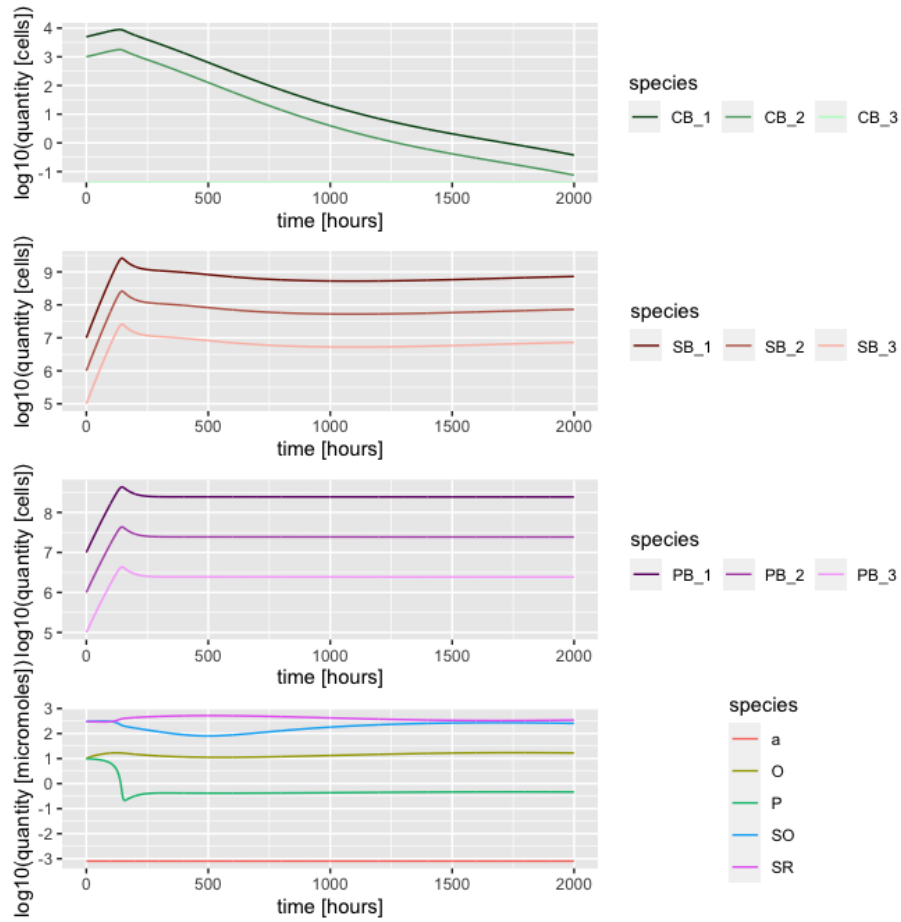 log10(quantity [cells])
4
3
2
1
0
-1
0 500 1000 1500 2000
time [hours]
species
CB_1 CB_2 CB_3
log10(quantity [cells])
9
8
7
6
5
0 500 1000 1500 2000
time [hours]
species
SB_1 SB_2 SB_3
log10(quantity [cells])
8
7
6
5
0 500 1000 1500 2000
time [hours]
species
PB_1 PB_2 PB_3
log10(quantity [micromoles])
3
2
1
0
-1
-2
-3
0 500 1000 1500 2000
time [hours]
species
a
O
P
SO
SR